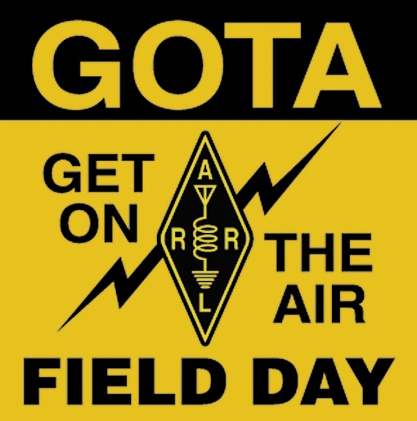 GOTA
GET
ON
A
R R
L
THE
AIR
FIELD DAY